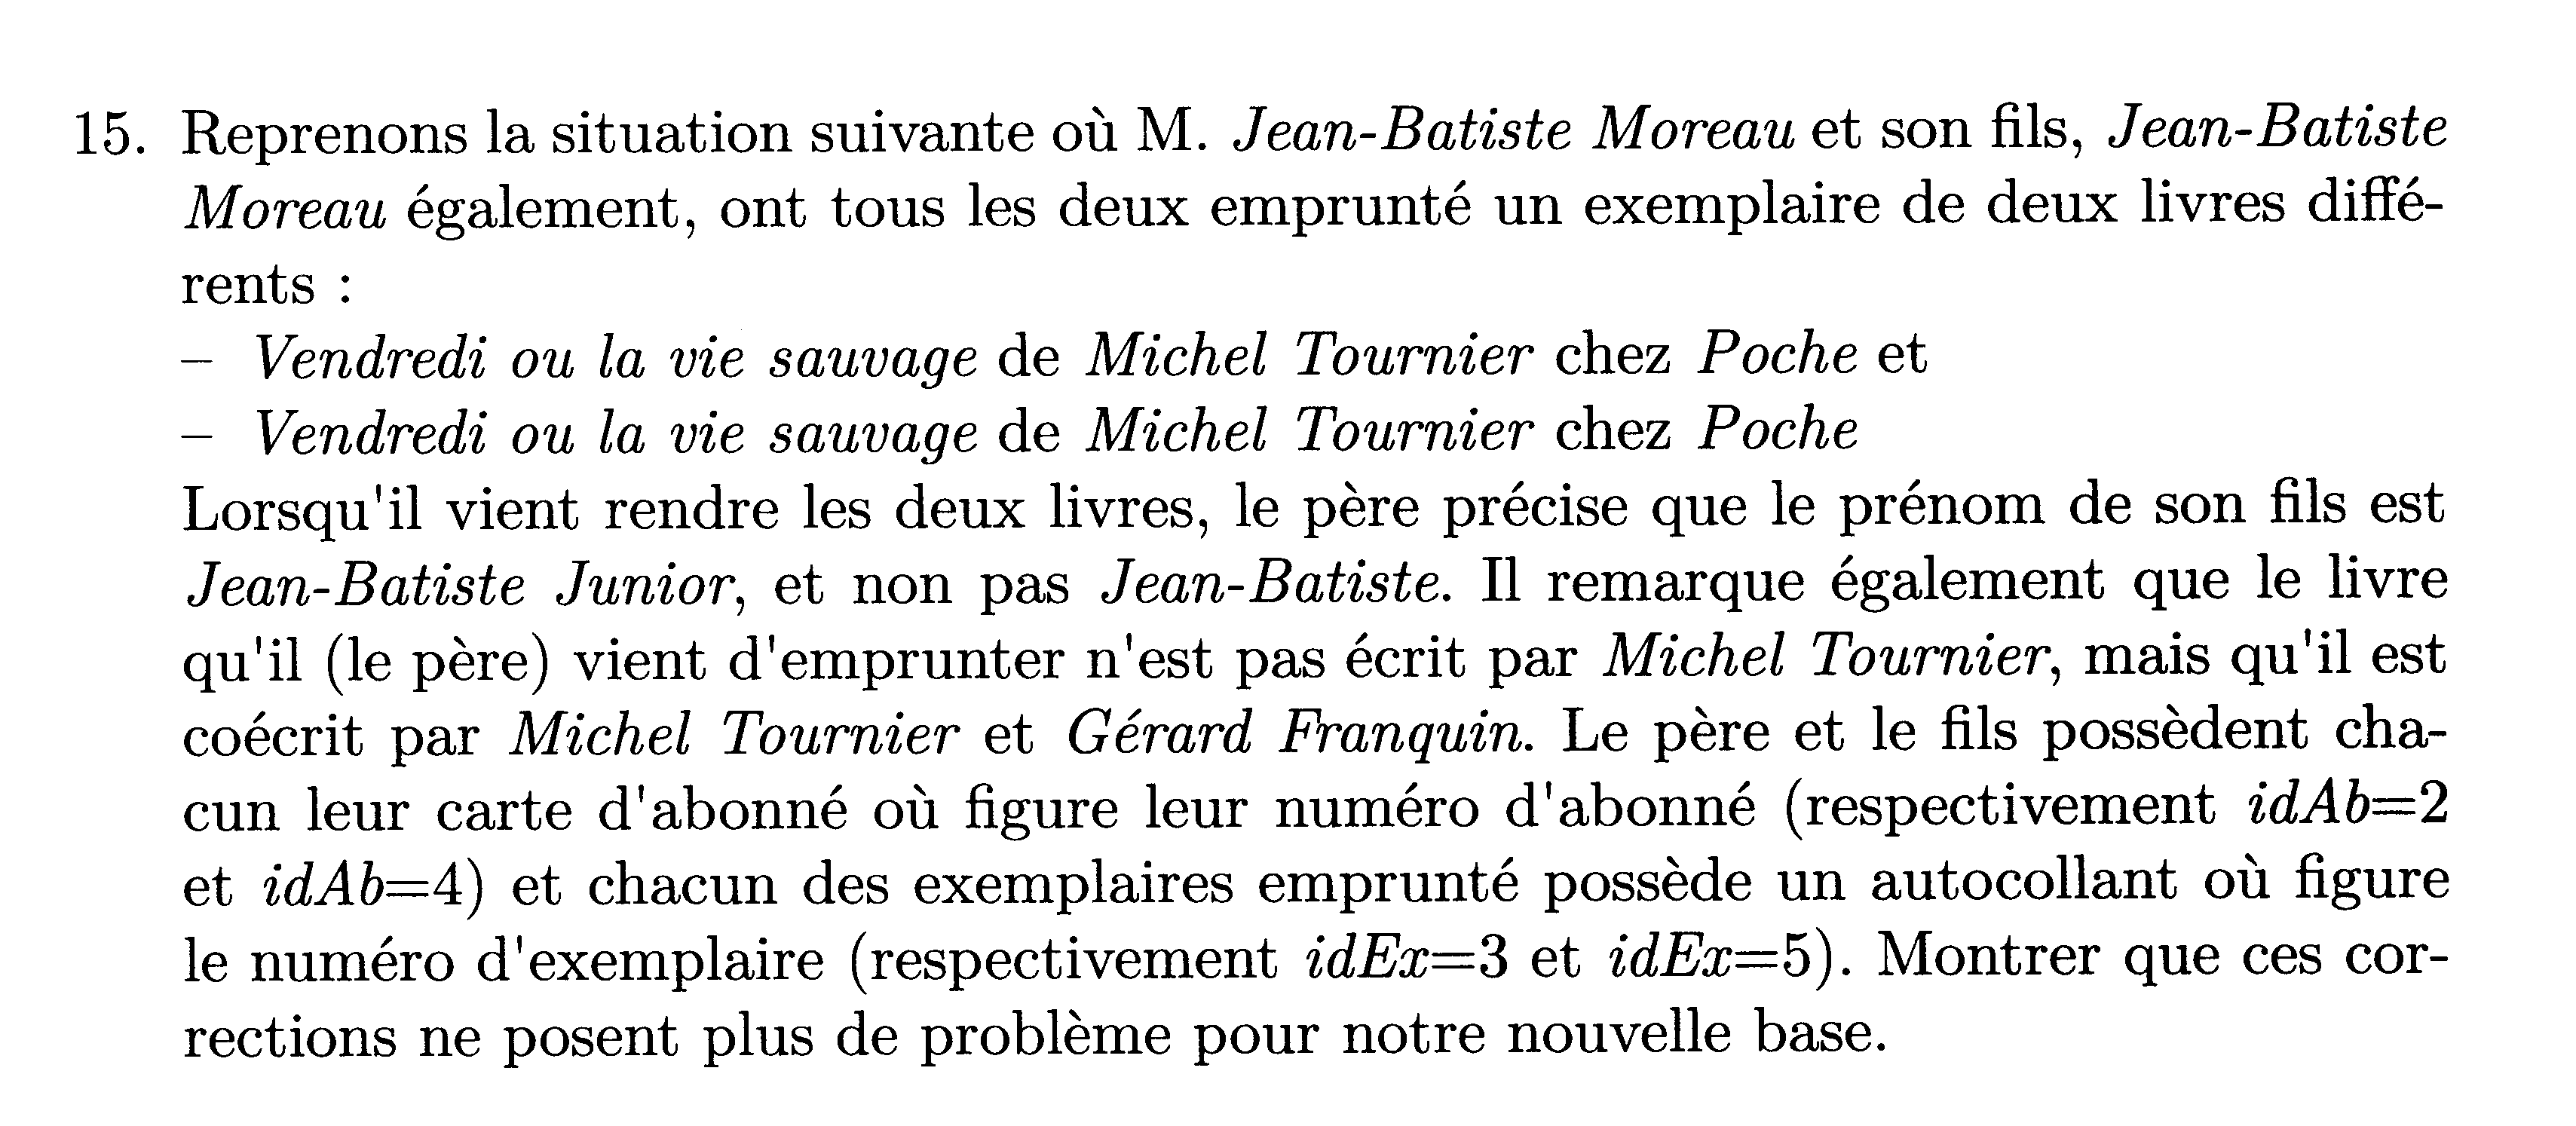 15. Reprenons la situation suivante où M. Jean-Batiste Moreau et son fils, Jean-Batiste
Moreau également, ont tous les deux emprunté un exemplaire de deux livres diffé-
rents :
– Vendredi ou la vie sauvage de Michel Tournier chez Poche et
– Vendredi ou la vie sauvage de Michel Tournier chez Poche
Lorsqu'il vient rendre les deux livres, le père précise que le prénom de son fils est
Jean-Batiste Junior, et non pas Jean-Batiste. Il remarque également que le livre
qu'il (le père) vient d'emprunter n'est pas écrit par Michel Tournier, mais qu'il est
coécrit par Michel Tournier et Gérard Franquin. Le père et le fils possèdent cha-
cun leur carte d'abonné où figure leur numéro d'abonné (respectivement idAb=2
et idAb=4) et chacun des exemplaires emprunté possède un autocollant où figure
le numéro d'exemplaire (respectivement idEx=3 et idEx=5). Montrer que ces cor-
rections ne posent plus de problème pour notre nouvelle base.